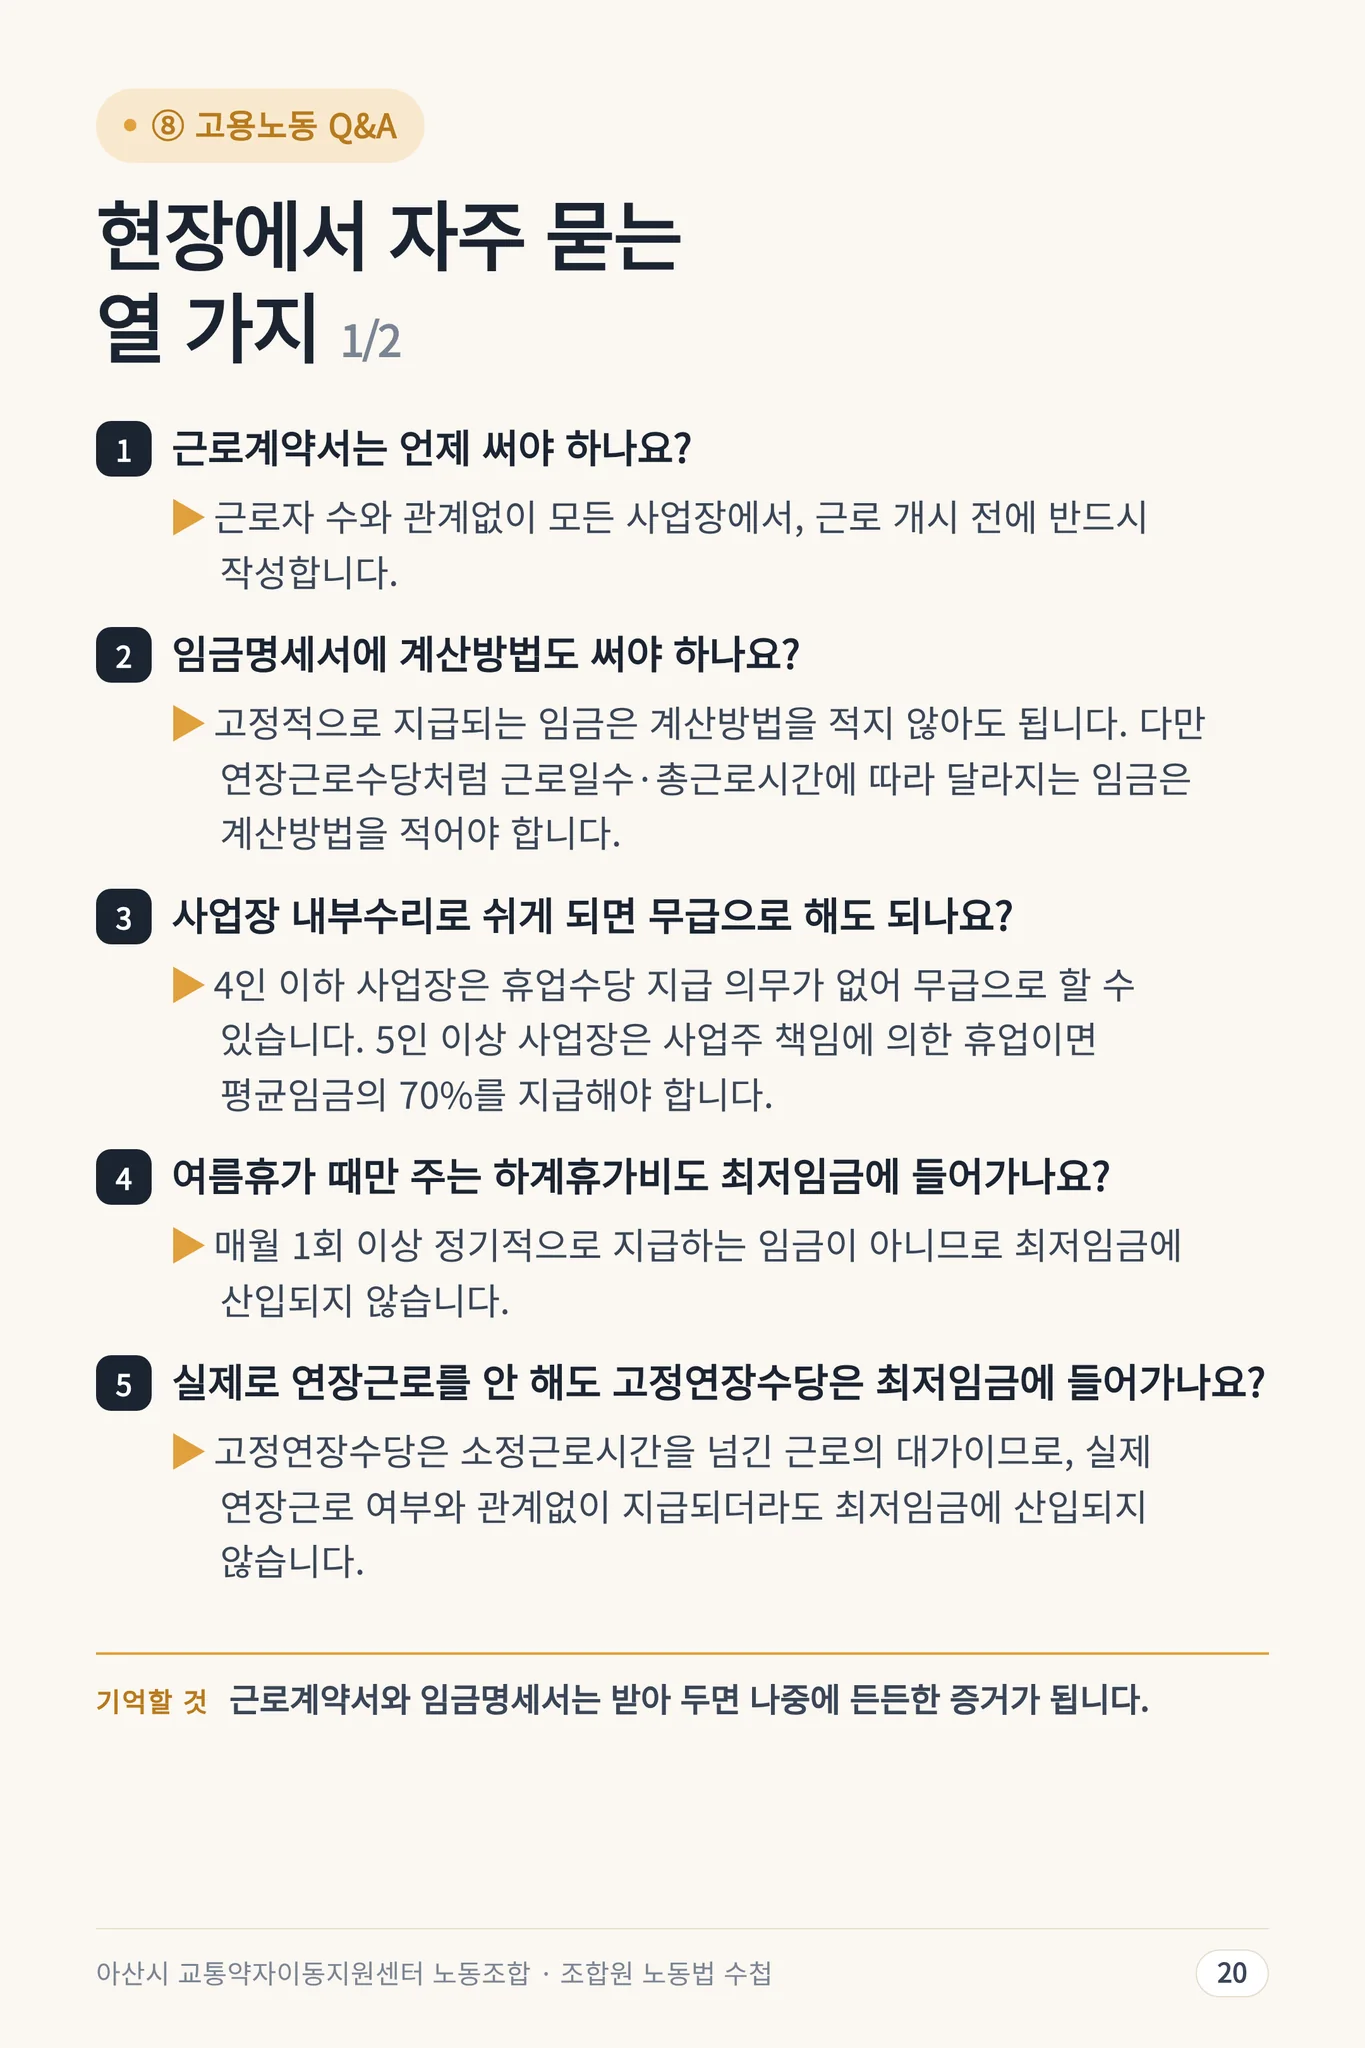 • ⑧ 고용노동 Q&A
현장에서 자주 묻는
열 가지 1/2
1 근로계약서는 언제 써야 하나요?
▶ 근로자 수와 관계없이 모든 사업장에서, 근로 개시 전에 반드시
작성합니다.
2 임금명세서에 계산방법도 써야 하나요?
▶ 고정적으로 지급되는 임금은 계산방법을 적지 않아도 됩니다. 다만
연장근로수당처럼 근로일수·총근로시간에 따라 달라지는 임금은
계산방법을 적어야 합니다.
3 사업장 내부수리로 쉬게 되면 무급으로 해도 되나요?
▶ 4인 이하 사업장은 휴업수당 지급 의무가 없어 무급으로 할 수
있습니다. 5인 이상 사업장은 사업주 책임에 의한 휴업이면
평균임금의 70%를 지급해야 합니다.
4 여름휴가 때만 주는 하계휴가비도 최저임금에 들어가나요?
▶ 매월 1회 이상 정기적으로 지급하는 임금이 아니므로 최저임금에
산입되지 않습니다.
5 실제로 연장근로를 안 해도 고정연장수당은 최저임금에 들어가나요?
▶ 고정연장수당은 소정근로시간을 넘긴 근로의 대가이므로, 실제
연장근로 여부와 관계없이 지급되더라도 최저임금에 산입되지
않습니다.
기억할 것 근로계약서와 임금명세서는 받아 두면 나중에 든든한 증거가 됩니다.
아산시 교통약자이동지원센터 노동조합 · 조합원 노동법 수첩
20